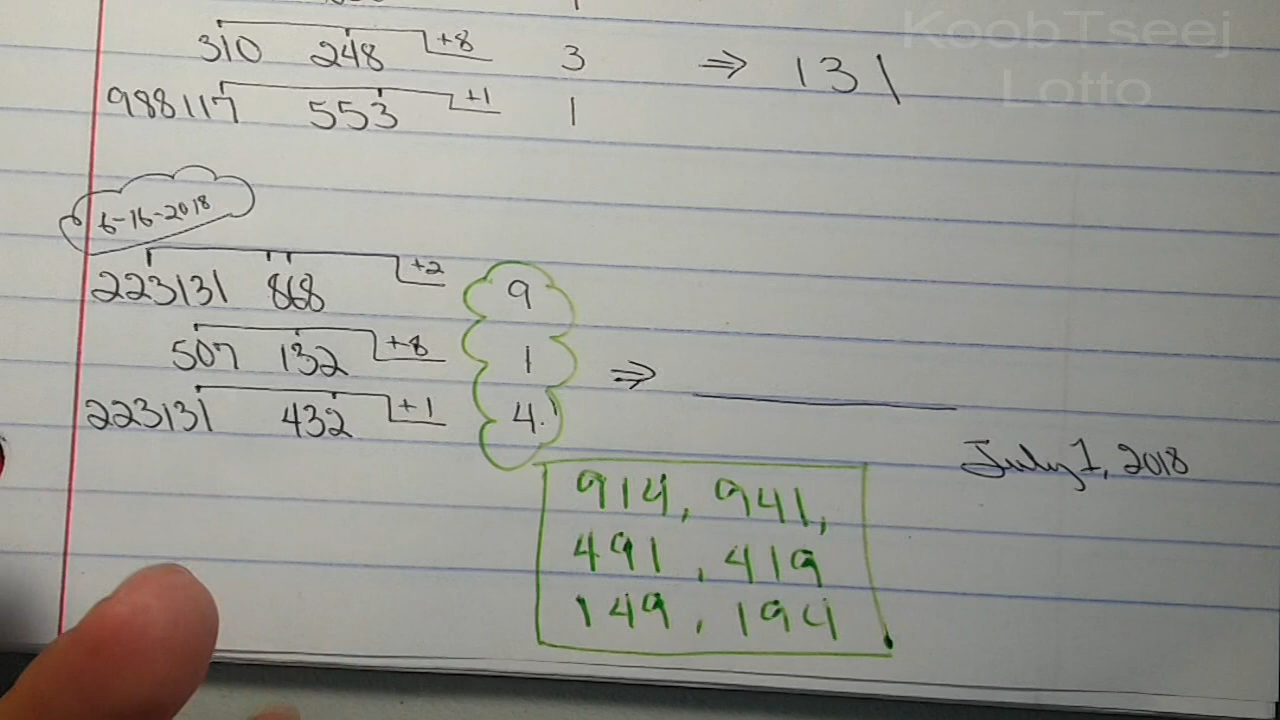 KoobTseej
Lotto
310 248 +8 3 ⇒ 131
988117 553 +1 1
6-16-2018
223131 868 +2 9
507 132 +8 1 ⇒
223131 432 +1 4
July 1, 2018
914, 941,
491, 419
149, 194